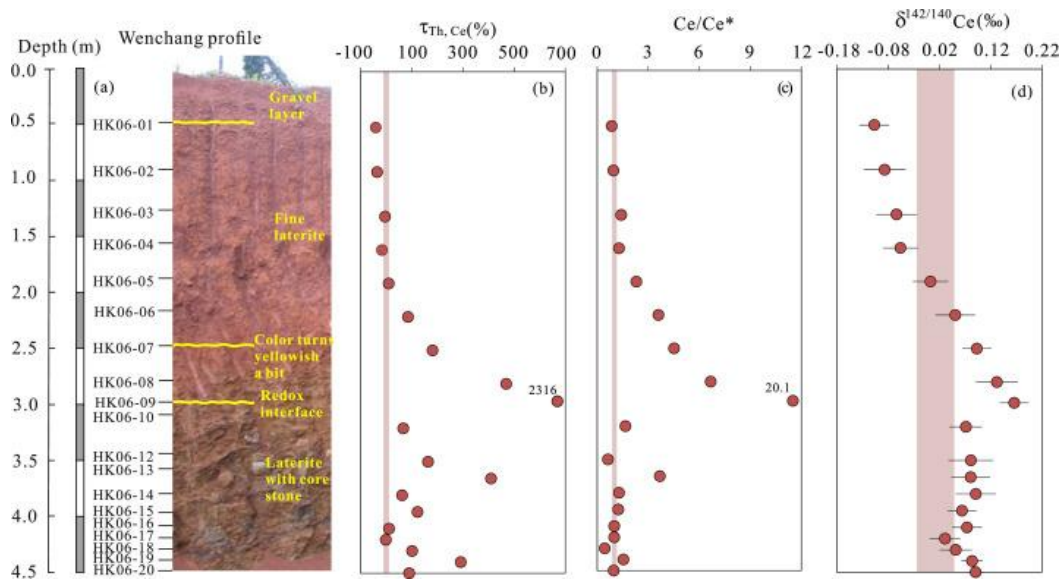 Depth (m)
Wenchang profile
τTh, Ce(%)
-100 100 300 500 700
Ce/Ce*
0 3 6 9 12
δ142/140Ce(‰)
-0.18 -0.08 0.02 0.12 0.22
0.0
0.5
1.0
1.5
2.0
2.5
3.0
3.5
4.0
4.5
(a)
HK06-01
HK06-02
HK06-03
HK06-04
HK06-05
HK06-06
HK06-07
HK06-08
HK06-09
HK06-10
HK06-12
HK06-13
HK06-14
HK06-15
HK06-16
HK06-17
HK06-18
HK06-19
HK06-20
Gravel
layer
Fine
laterite
Color turns
yellowish
a bit
Redox
interface
Laterite
with core
stone
(b)
2316
(c)
20.1
(d)